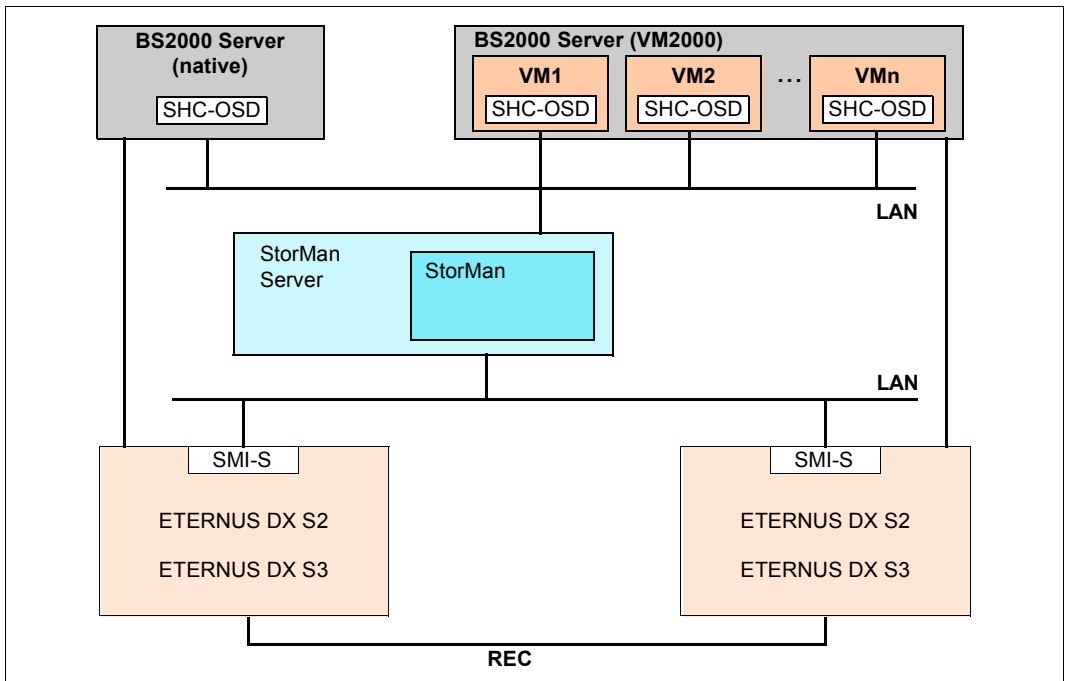 BS2000 Server
(native)
SHC-OSD
BS2000 Server (VM2000)
VM1
SHC-OSD
VM2
SHC-OSD
...
VMn
SHC-OSD
LAN
StorMan
Server
StorMan
LAN
SMI-S
ETERNUS DX S2
ETERNUS DX S3
SMI-S
ETERNUS DX S2
ETERNUS DX S3
REC